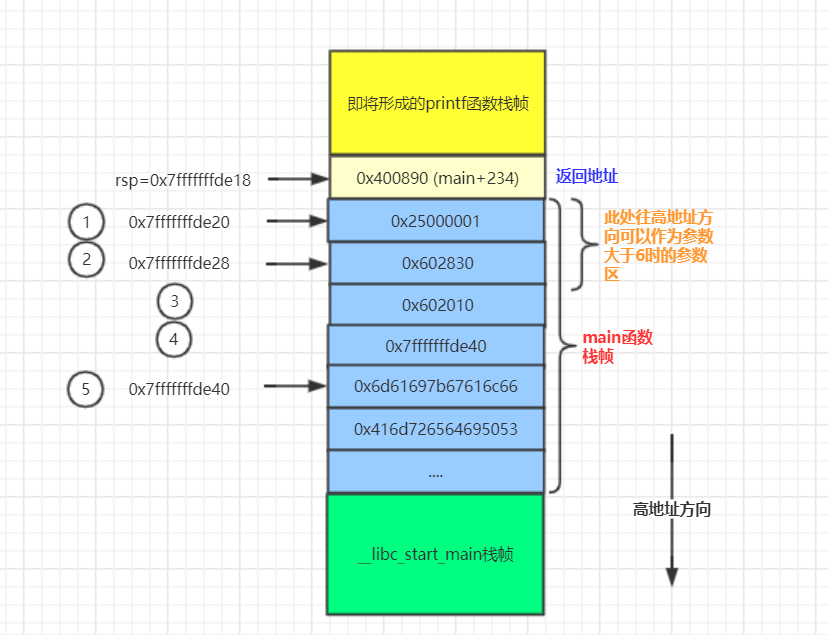 即将形成的printf函数栈帧
rsp=0x7fffffffde18
0x400890 (main+234)
返回地址
1
0x7fffffffde20
0x25000001
此处往高地址方
向可以作为参数
大于6时的参数
区
2
0x7fffffffde28
0x602830
3
0x602010
4
0x7fffffffde40
main函数
栈帧
5
0x7fffffffde40
0x6d61697b67616c66
0x416d726564695053
....
高地址方向
__libc_start_main栈帧